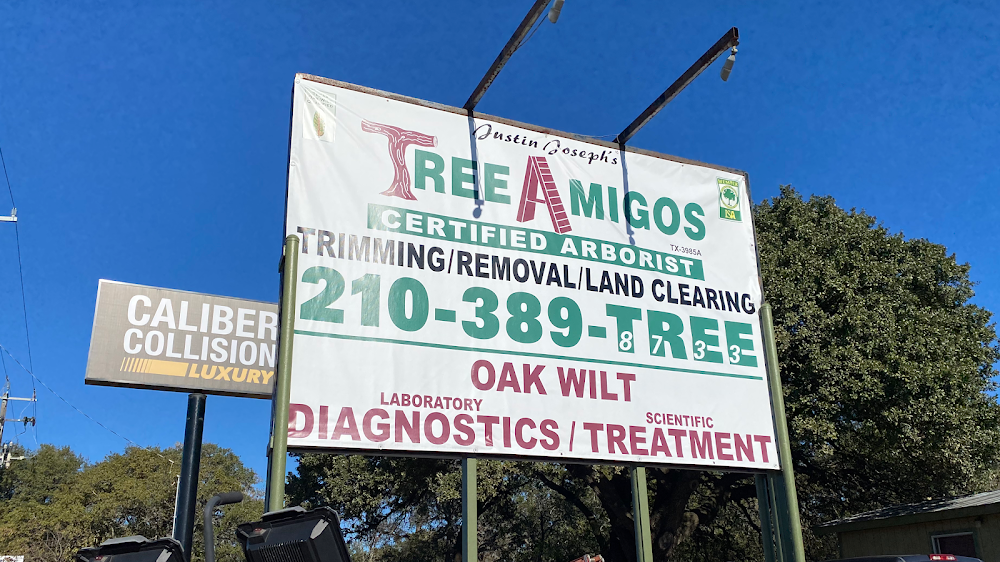 Justin Joseph's
TREE AMIGOS
CERTIFIED ARBORIST
TX-3985A
TRIMMING/REMOVAL/LAND CLEARING
210-389-TREE
8733
OAK WILT
LABORATORY SCIENTIFIC
DIAGNOSTICS / TREATMENT
ISA
CALIBER
COLLISION
LUXURY